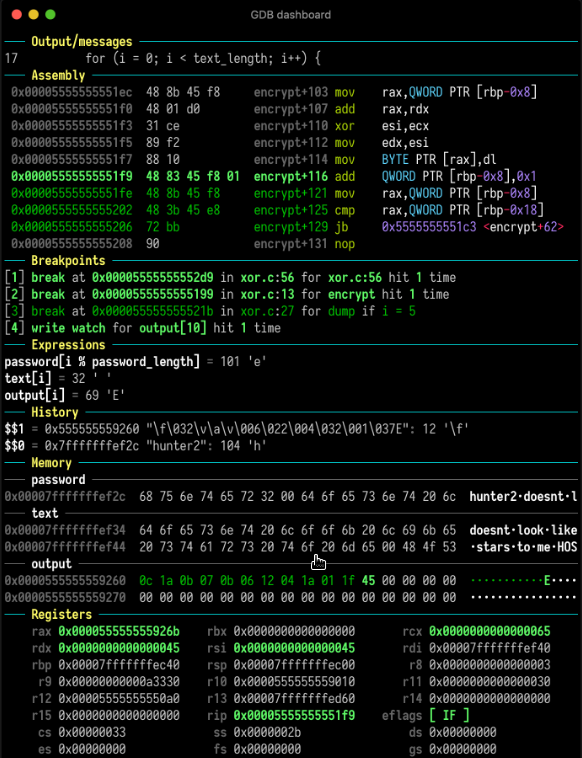 GDB dashboard
Output/messages
17 for (i = 0; i < text_length; i++) {
Assembly
0x00005555555551ec 48 8b 45 f8 encrypt+103 mov rax,QWORD PTR [rbp-0x8]
0x00005555555551f0 48 01 d0 encrypt+107 add rax,rdx
0x00005555555551f3 31 ce encrypt+110 xor esi,ecx
0x00005555555551f5 89 f2 encrypt+112 mov edx,esi
0x00005555555551f7 88 10 encrypt+114 mov BYTE PTR [rax],dl
0x00005555555551f9 48 83 45 f8 01 encrypt+116 add QWORD PTR [rbp-0x8],0x1
0x00005555555551fe 48 8b 45 f8 encrypt+121 mov rax,QWORD PTR [rbp-0x8]
0x0000555555555202 48 3b 45 e8 encrypt+125 cmp rax,QWORD PTR [rbp-0x18]
0x0000555555555206 72 bb encrypt+129 jb 0x5555555551c3 <encrypt+62>
0x0000555555555208 90 encrypt+131 nop
Breakpoints
[1] break at 0x00005555555552d9 in xor.c:56 for xor.c:56 hit 1 time
[2] break at 0x0000555555555199 in xor.c:13 for encrypt hit 1 time
[3] break at 0x000055555555521b in xor.c:27 for dump if i = 5
[4] write watch for output[10] hit 1 time
Expressions
password[i % password_length] = 101 'e'
text[i] = 32 ' '
output[i] = 69 'E'
History
$$1 = 0x555555559260 "\f\032\v\a\v\006\022\004\032\001\037E": 12 '\f'
$$0 = 0x7fffffffef2c "hunter2": 104 'h'
Memory
password
0x00007fffffffef2c 68 75 6e 74 65 72 32 00 64 6f 65 73 6e 74 20 6c hunter2·doesnt·l
text
0x00007fffffffef34 64 6f 65 73 6e 74 20 6c 6f 6f 6b 20 6c 69 6b 65 doesnt·look·like
0x00007fffffffef44 20 73 74 61 72 73 20 74 6f 20 6d 65 00 48 4f 53 ·stars·to·me·HOS
output
0x0000555555559260 0c 1a 0b 07 0b 06 12 04 1a 01 1f 45 00 00 00 00 ···········E····
0x0000555555559270 00 00 00 00 00 00 00 00 00 00 00 00 00 00 00 00 ················
Registers
rax 0x000055555555926b rbx 0x0000000000000000 rcx 0x0000000000000065
rdx 0x0000000000000045 rsi 0x0000000000000045 rdi 0x00007fffffffef40
rbp 0x00007fffffffec40 rsp 0x00007fffffffec00 r8 0x0000000000000003
r9 0x00000000000a3330 r10 0x0000555555559010 r11 0x0000000000000030
r12 0x00005555555550a0 r13 0x00007fffffffed60 r14 0x0000000000000000
r15 0x0000000000000000 rip 0x00005555555551f9 eflags [ IF ]
cs 0x00000033 ss 0x0000002b ds 0x00000000
es 0x00000000 fs 0x00000000 gs 0x00000000